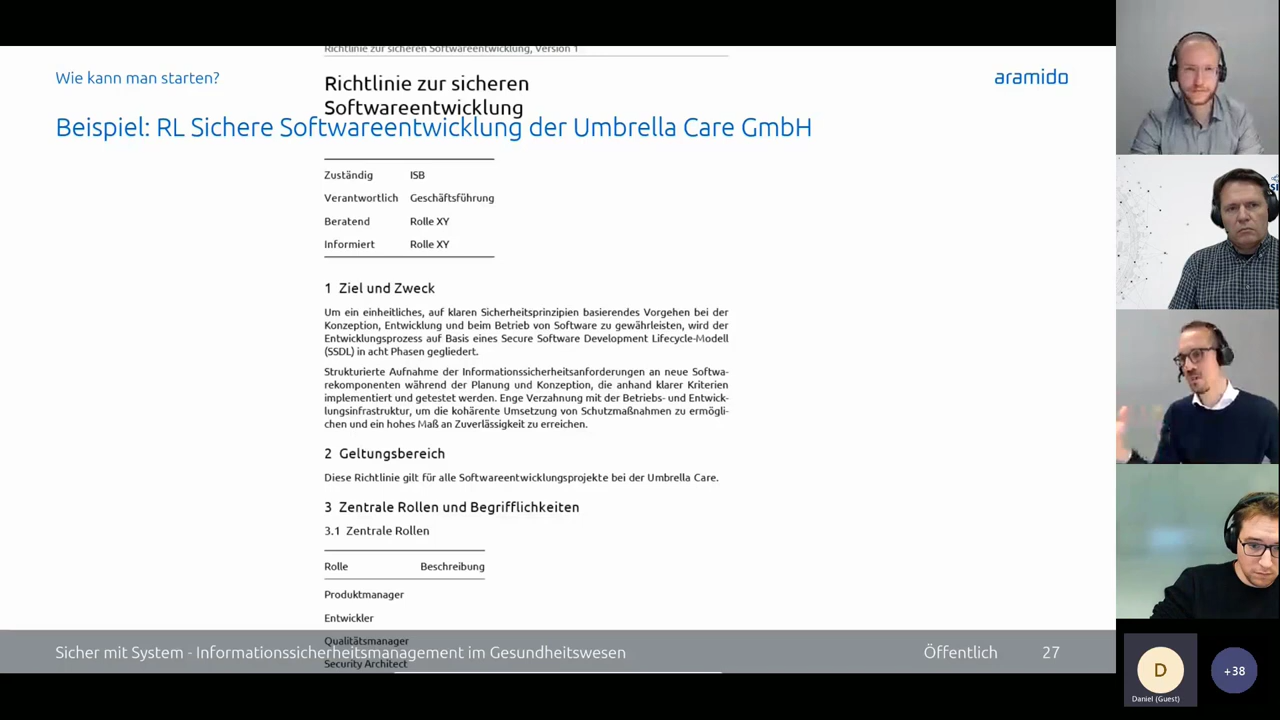 Richtlinie zur sicheren Softwareentwicklung, Version 1
Wie kann man starten?
aramido
Richtlinie zur sicheren
Softwareentwicklung
Beispiel: RL Sichere Softwareentwicklung der Umbrella Care GmbH
Zuständig ISB
Verantwortlich Geschäftsführung
Beratend Rolle XY
Informiert Rolle XY
1 Ziel und Zweck
Um ein einheitliches, auf klaren Sicherheitsprinzipien basierendes Vorgehen bei der
Konzeption, Entwicklung und beim Betrieb von Software zu gewährleisten, wird der
Entwicklungsprozess auf Basis eines Secure Software Development Lifecycle-Modell
(SSDL) in acht Phasen gegliedert.
Strukturierte Aufnahme der Informationssicherheitsanforderungen an neue Softwa-
rekomponenten während der Planung und Konzeption, die anhand klarer Kriterien
implementiert und getestet werden. Enge Verzahnung mit der Betriebs- und Entwick-
lungsinfrastruktur, um die kohärente Umsetzung von Schutzmaßnahmen zu ermögli-
chen und ein hohes Maß an Zuverlässigkeit zu erreichen.
2 Geltungsbereich
Diese Richtlinie gilt für alle Softwareentwicklungsprojekte bei der Umbrella Care.
3 Zentrale Rollen und Begrifflichkeiten
3.1 Zentrale Rollen
Rolle Beschreibung
Produktmanager
Entwickler
Qualitätsmanager
Sicher mit System - Informationssicherheitsmanagement im Gesundheitswesen
Öffentlich 27
Security Architect
D
Daniel (Guest)
+38